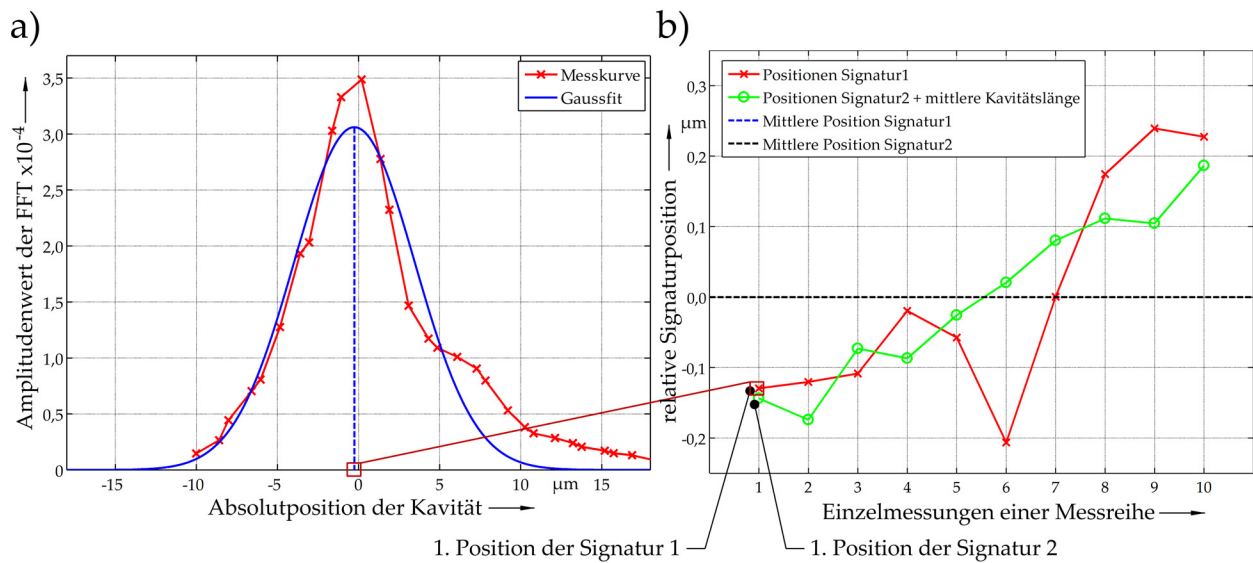 a)
Amplitudenwert der FFT x10-4
3,5
3,0
2,5
2,0
1,5
1,0
0,5
0
-15
-10
-5
0
5
10
μm
15
Absolutposition der Kavität
Messkurve
Gaussfit
b)
relative Signaturposition
0,3
μm
0,2
0,1
0,0
-0,1
-0,2
Positionen Signatur1
Positionen Signatur2 + mittlere Kavitätslänge
Mittlere Position Signatur1
Mittlere Position Signatur2
1
2
3
4
5
6
7
8
9
10
Einzelmessungen einer Messreihe
1. Position der Signatur 1
1. Position der Signatur 2